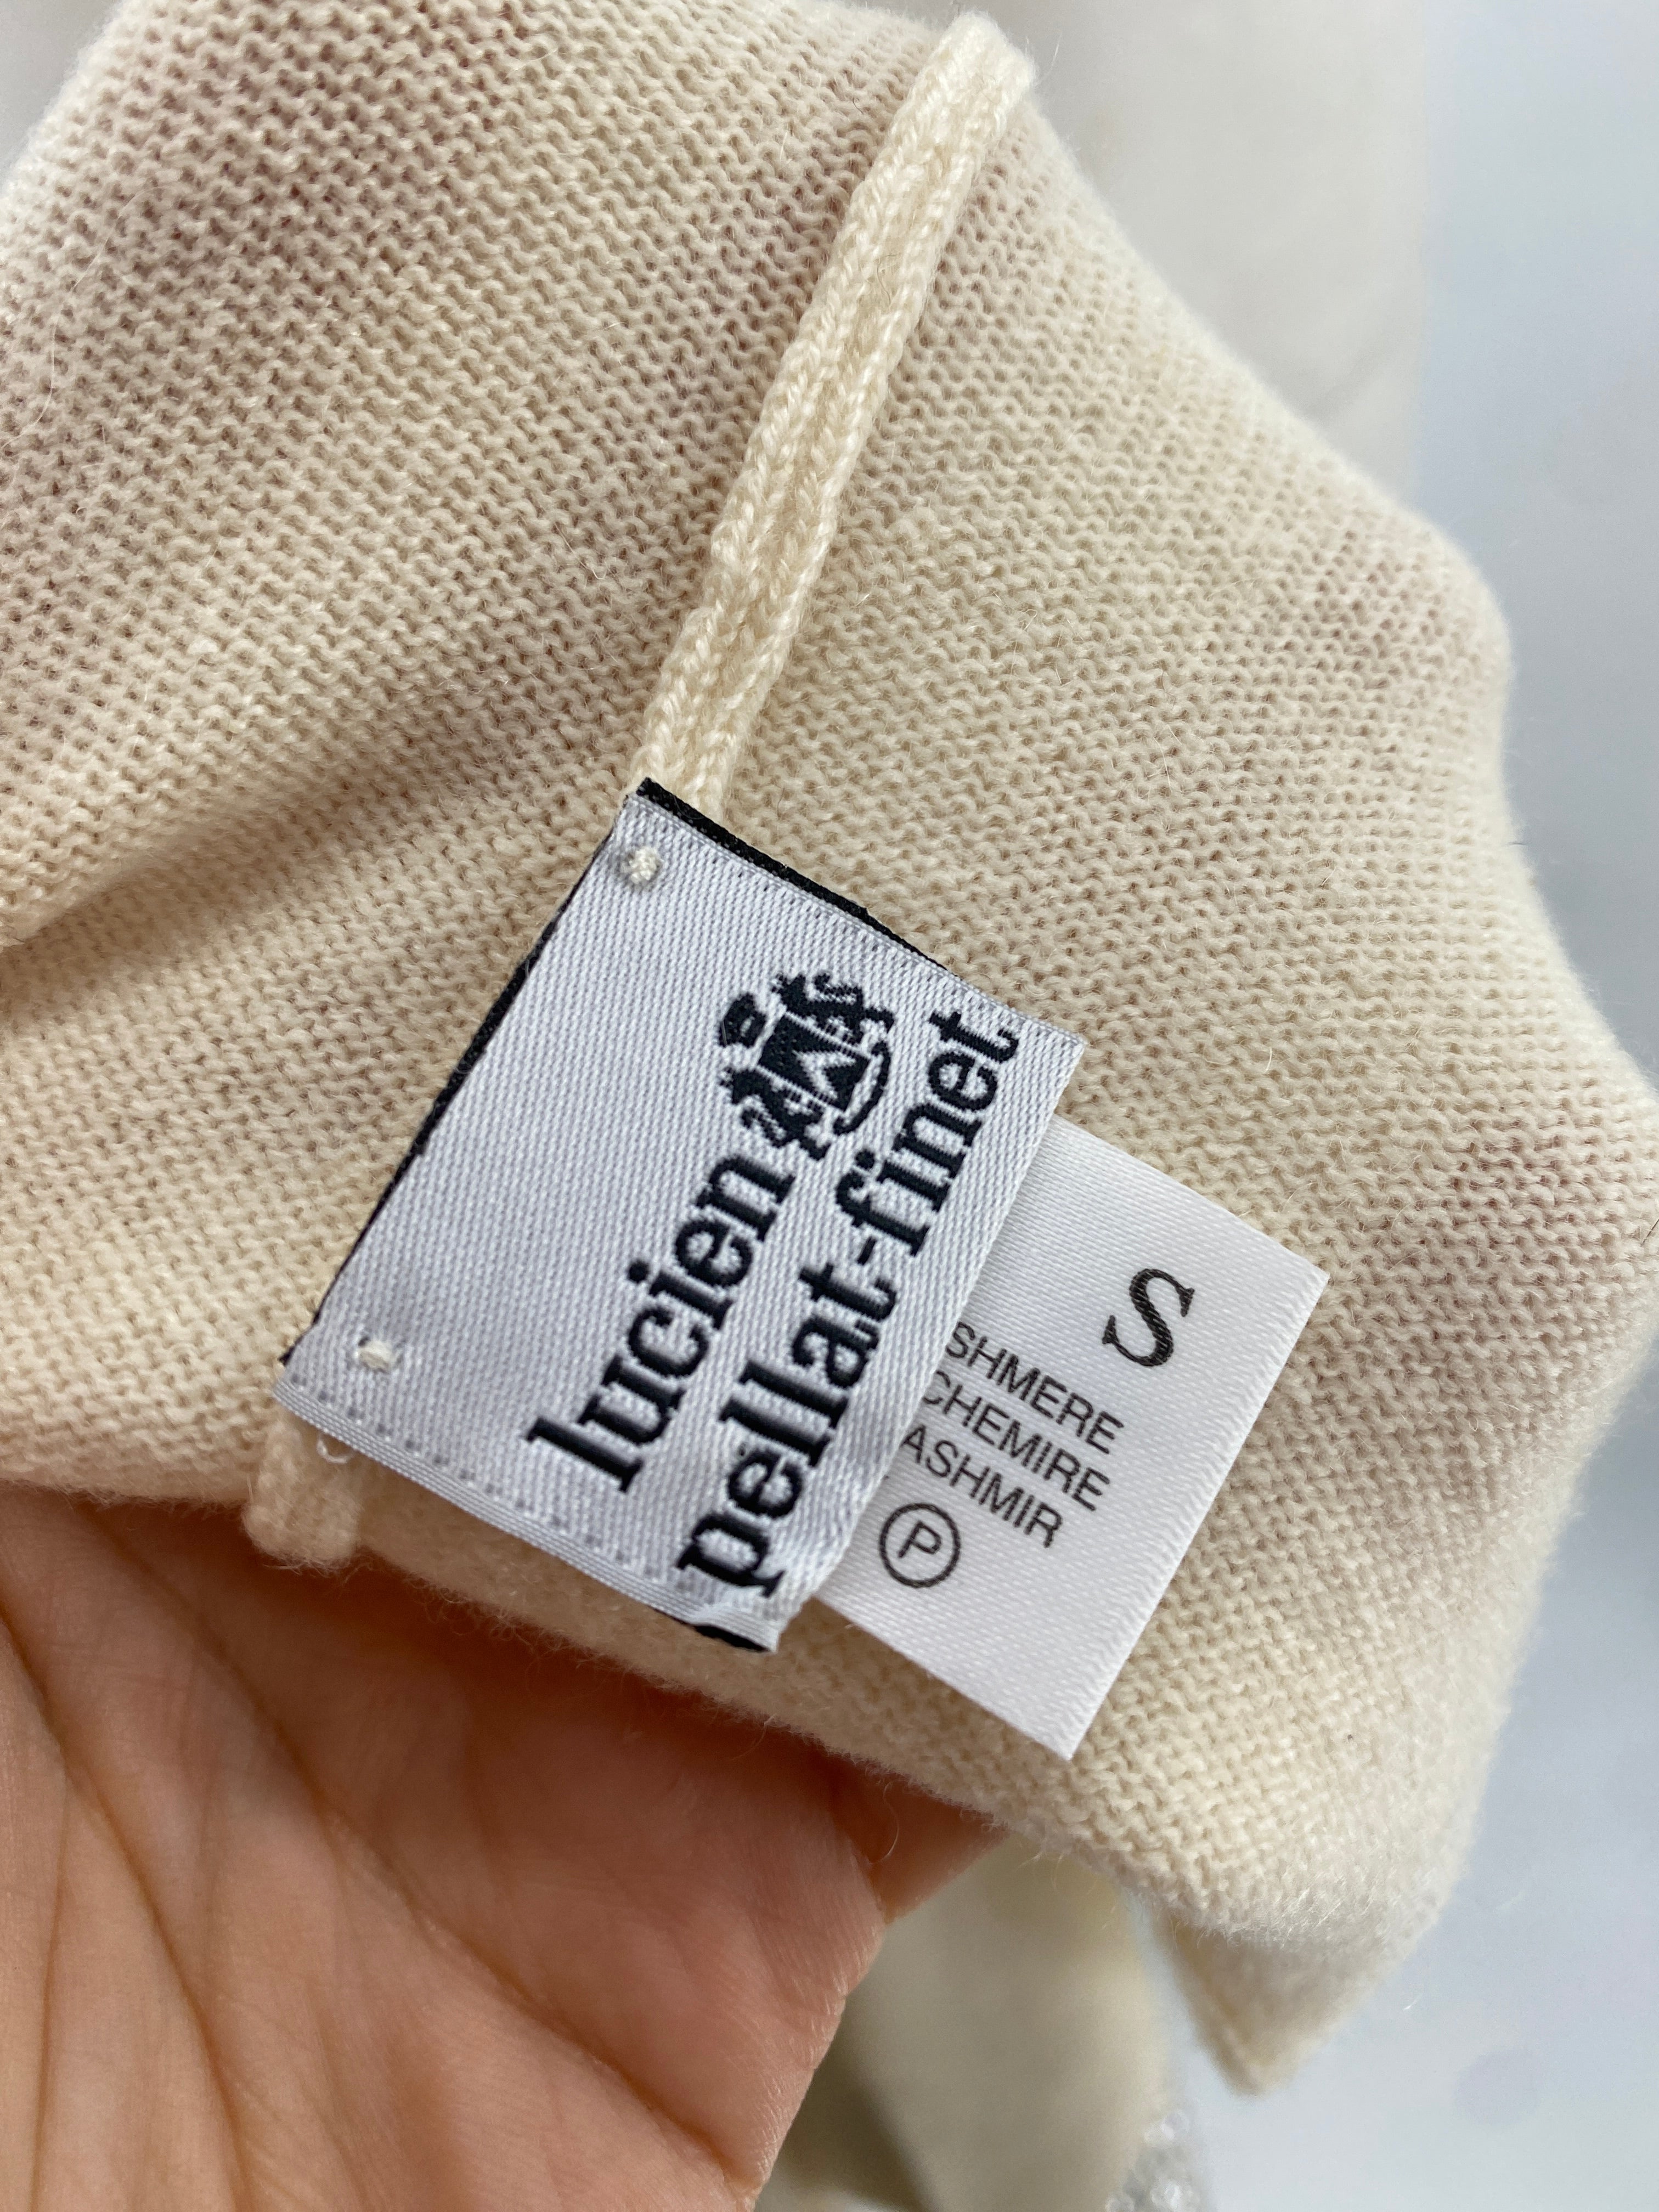 lucien
pellat-finet
S
SHMERE
CHEMIRE
ASHMIR
P